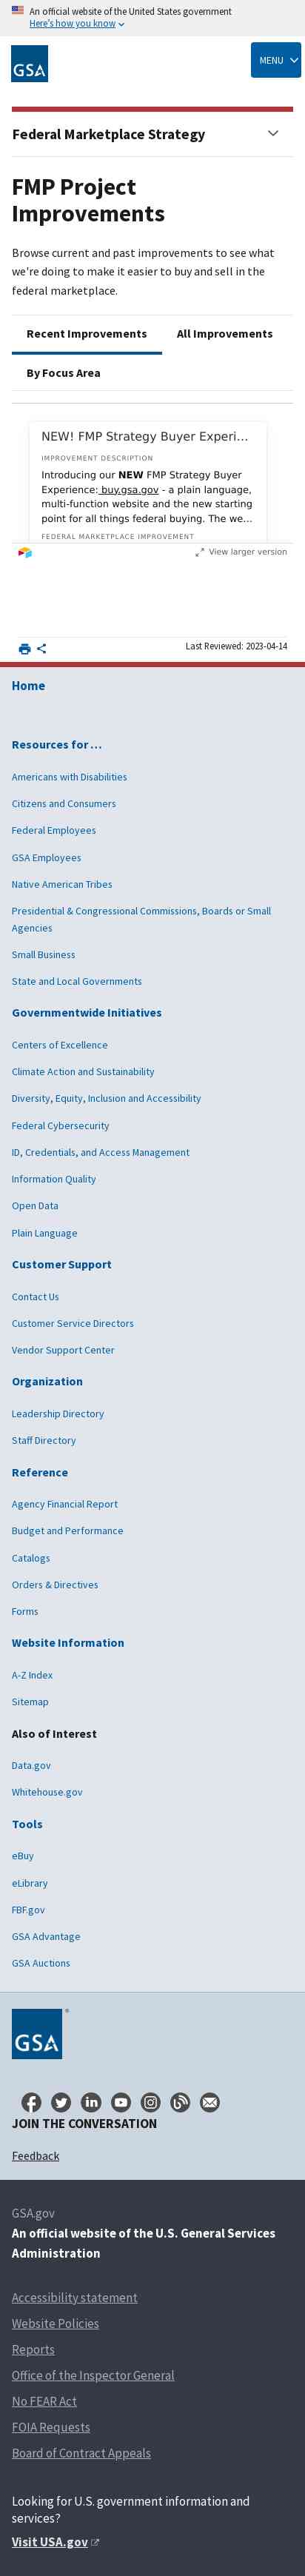 An official website of the United States government
Here's how you know
GSA
MENU
Federal Marketplace Strategy
FMP Project
Improvements
Browse current and past improvements to see what
we're doing to make it easier to buy and sell in the
federal marketplace.
Recent Improvements
All Improvements
By Focus Area
NEW! FMP Strategy Buyer Experi...
IMPROVEMENT DESCRIPTION
Introducing our NEW FMP Strategy Buyer
Experience: buy.gsa.gov - a plain language,
multi-function website and the new starting
point for all things federal buying. The we...
FEDERAL MARKETPLACE IMPROVEMENT
View larger version
Last Reviewed: 2023-04-14
Home
Resources for …
Americans with Disabilities
Citizens and Consumers
Federal Employees
GSA Employees
Native American Tribes
Presidential & Congressional Commissions, Boards or Small
Agencies
Small Business
State and Local Governments
Governmentwide Initiatives
Centers of Excellence
Climate Action and Sustainability
Diversity, Equity, Inclusion and Accessibility
Federal Cybersecurity
ID, Credentials, and Access Management
Information Quality
Open Data
Plain Language
Customer Support
Contact Us
Customer Service Directors
Vendor Support Center
Organization
Leadership Directory
Staff Directory
Reference
Agency Financial Report
Budget and Performance
Catalogs
Orders & Directives
Forms
Website Information
A-Z Index
Sitemap
Also of Interest
Data.gov
Whitehouse.gov
Tools
eBuy
eLibrary
FBF.gov
GSA Advantage
GSA Auctions
GSA
JOIN THE CONVERSATION
Feedback
GSA.gov
An official website of the U.S. General Services
Administration
Accessibility statement
Website Policies
Reports
Office of the Inspector General
No FEAR Act
FOIA Requests
Board of Contract Appeals
Looking for U.S. government information and
services?
Visit USA.gov